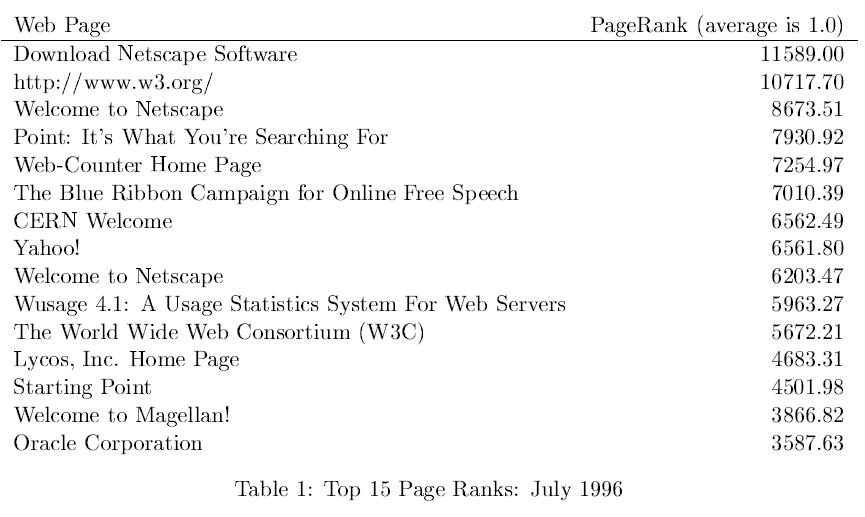 Web Page PageRank (average is 1.0)
Download Netscape Software 11589.00
http://www.w3.org/ 10717.70
Welcome to Netscape 8673.51
Point: It's What You're Searching For 7930.92
Web-Counter Home Page 7254.97
The Blue Ribbon Campaign for Online Free Speech 7010.39
CERN Welcome 6562.49
Yahoo! 6561.80
Welcome to Netscape 6203.47
Wusage 4.1: A Usage Statistics System For Web Servers 5963.27
The World Wide Web Consortium (W3C) 5672.21
Lycos, Inc. Home Page 4683.31
Starting Point 4501.98
Welcome to Magellan! 3866.82
Oracle Corporation 3587.63
Table 1: Top 15 Page Ranks: July 1996